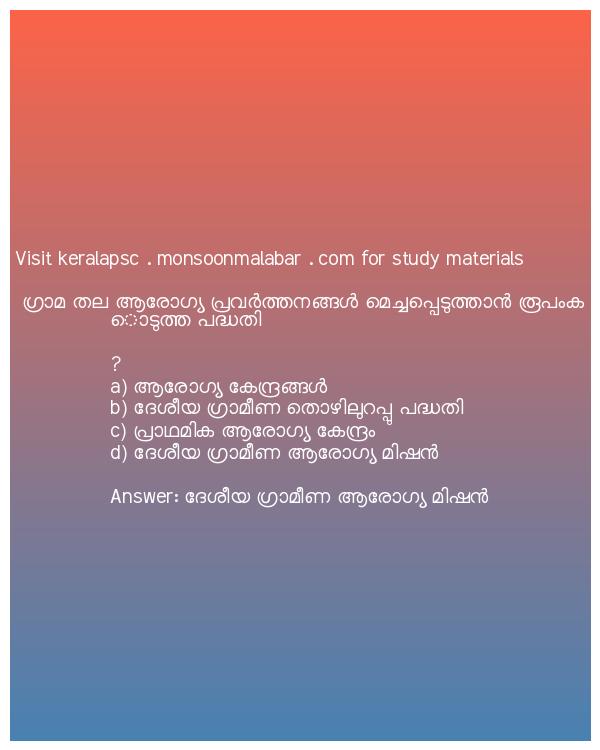 Visit keralapsc . monsoonmalabar . com for study materials
ഗ്രാമ തല ആരോഗ്യ പ്രവർത്തനങ്ങൾ മെച്ചപ്പെടുത്താൻ രൂപംക
ൊടുത്ത പദ്ധതി
?
a) ആരോഗ്യ കേന്ദ്രങ്ങൾ
b) ദേശീയ ഗ്രാമീണ തൊഴിലുറപ്പു പദ്ധതി
c) പ്രാഥമിക ആരോഗ്യ കേന്ദ്രം
d) ദേശീയ ഗ്രാമീണ ആരോഗ്യ മിഷൻ
Answer: ദേശീയ ഗ്രാമീണ ആരോഗ്യ മിഷൻ